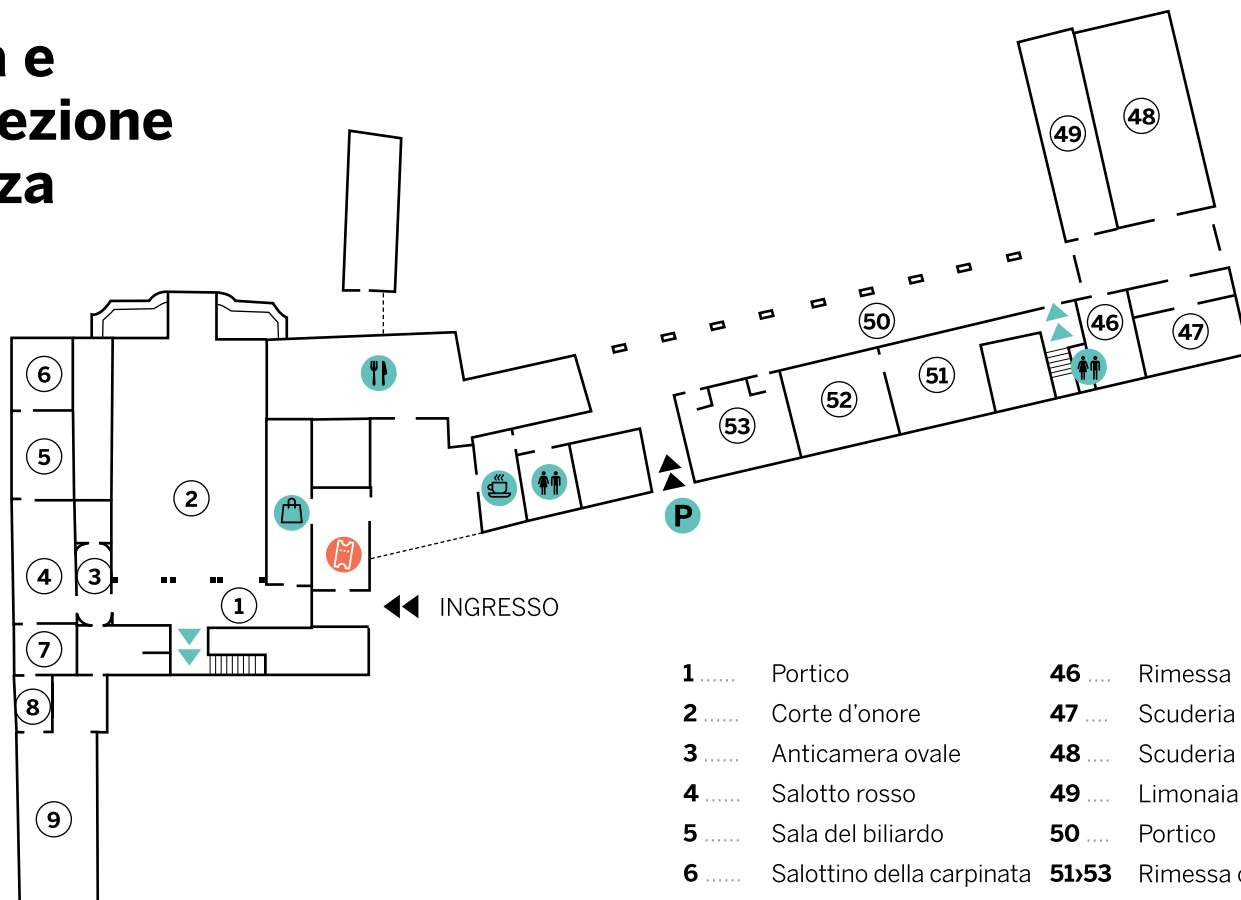 a e
ezione
za
49
48
50
46
47
51
52
53
6
5
2
4
3
1
7
8
9
P
INGRESSO
1 ...... Portico
2 ...... Corte d'onore
3 ...... Anticamera ovale
4 ...... Salotto rosso
5 ...... Sala del biliardo
6 ...... Salottino della carpinata
46 .... Rimessa
47 .... Scuderia
48 .... Scuderia
49 .... Limonaia
50 .... Portico
51›53 Rimessa